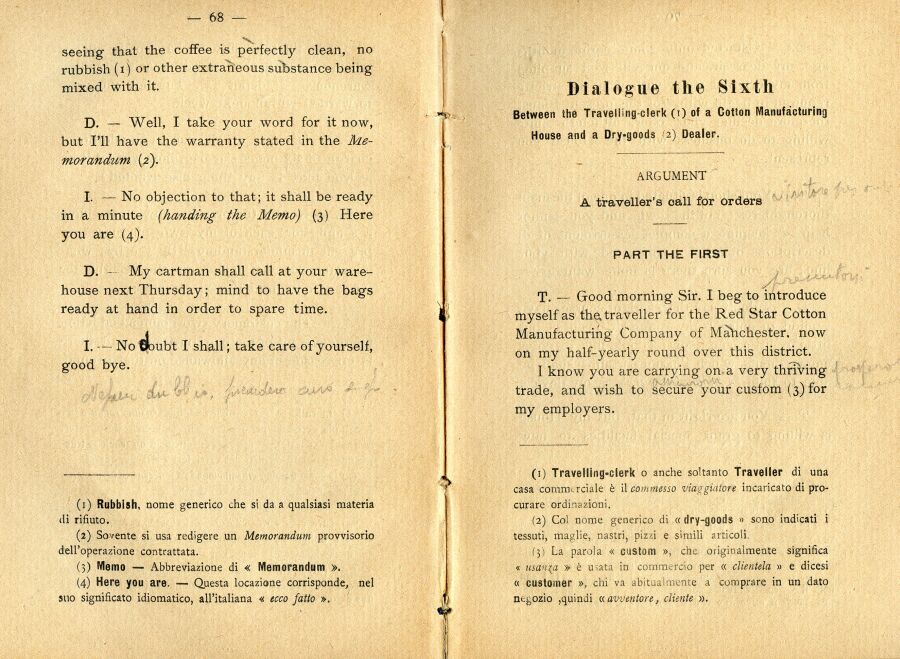 — 68 —
seeing that the coffee is perfectly clean, no
rubbish (1) or other extraneous substance being
mixed with it.
D. — Well, I take your word for it now,
but I'll have the warranty stated in the Me-
morandum (2).
I. — No objection to that; it shall be ready
in a minute (handing the Memo) (3) Here
you are (4).
D. — My cartman shall call at your ware-
house next Thursday; mind to have the bags
ready at hand in order to spare time.
I. — No doubt I shall; take care of yourself,
good bye.
(1) Rubbish, nome generico che si da a qualsiasi materia
di rifiuto.
(2) Sovente si usa redigere un Memorandum provvisorio
dell'operazione contrattata.
(3) Memo — Abbreviazione di « Memorandum ».
(4) Here you are. — Questa locazione corrisponde, nel
suo significato idiomatico, all'italiana « ecco fatto ».
Dialogue the Sixth
Between the Travelling-clerk (1) of a Cotton Manufacturing
House and a Dry-goods (2) Dealer.
ARGUMENT
A traveller's call for orders
PART THE FIRST
T. — Good morning Sir. I beg to introduce
myself as the traveller for the Red Star Cotton
Manufacturing Company of Manchester, now
on my half-yearly round over this district.
I know you are carrying on a very thriving
trade, and wish to secure your custom (3) for
my employers.
(1) Travelling-clerk o anche soltanto Traveller di una
casa commerciale è il commesso viaggiatore incaricato di pro-
curare ordinazioni.
(2) Col nome generico di « dry-goods » sono indicati i
tessuti, maglie, nastri, pizzi e simili articoli.
(3) La parola « custom », che originalmente significa
« usanza » è usata in commercio per « clientela » e dicesi
« customer », chi va abitualmente a comprare in un dato
negozio ,quindi « avventore, cliente ».